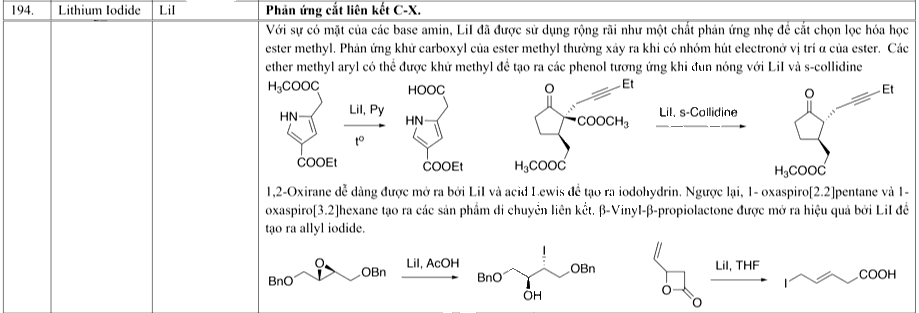 194. Lithium Iodide LiI Phản ứng cắt liên kết C-X.
Với sự có mặt của các base amin, LiI đã được sử dụng rộng rãi như một chất phản ứng nhẹ để cắt chọn lọc hóa học
ester methyl. Phản ứng khử carboxyl của ester methyl thường xảy ra khi có nhóm hút electronở vị trí α của ester. Các
ether methyl aryl có thể được khử methyl để tạo ra các phenol tương ứng khi đun nóng với LiI và s-collidine
H3COOC
HN
COOEt
LiI, Py
tº
HOOC
HN
COOEt
O
Et
COOCH3
H3COOC
LiI, s-Collidine
O
Et
H3COOC
1,2-Oxirane dễ dàng được mở ra bởi LiI và acid Lewis để tạo ra iodohydrin. Ngược lại, 1- oxaspiro[2.2]pentane và 1-
oxaspiro[3.2]hexane tạo ra các sản phẩm di chuyển liên kết. β-Vinyl-β-propiolactone được mở ra hiệu quả bởi LiI để
tạo ra allyl iodide.
BnO
O
OBn
LiI, AcOH
BnO
I
OH
OBn
O
O
LiI, THF
I
COOH